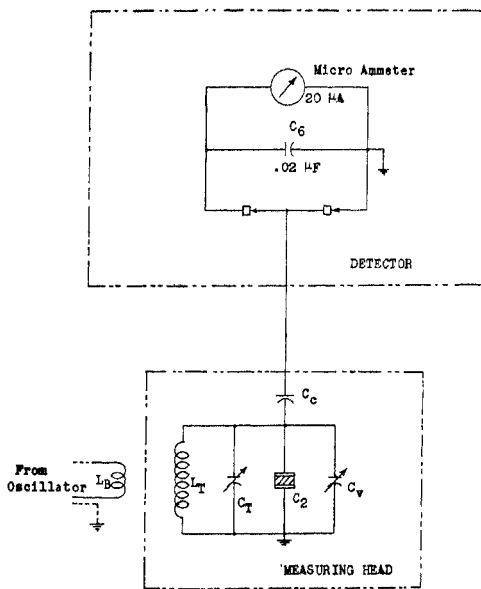 Micro Ammeter
20 µA
C6
.02 µF
DETECTOR
Cc
From
Oscillator
LB
LT
CT
C2
Cv
MEASURING HEAD